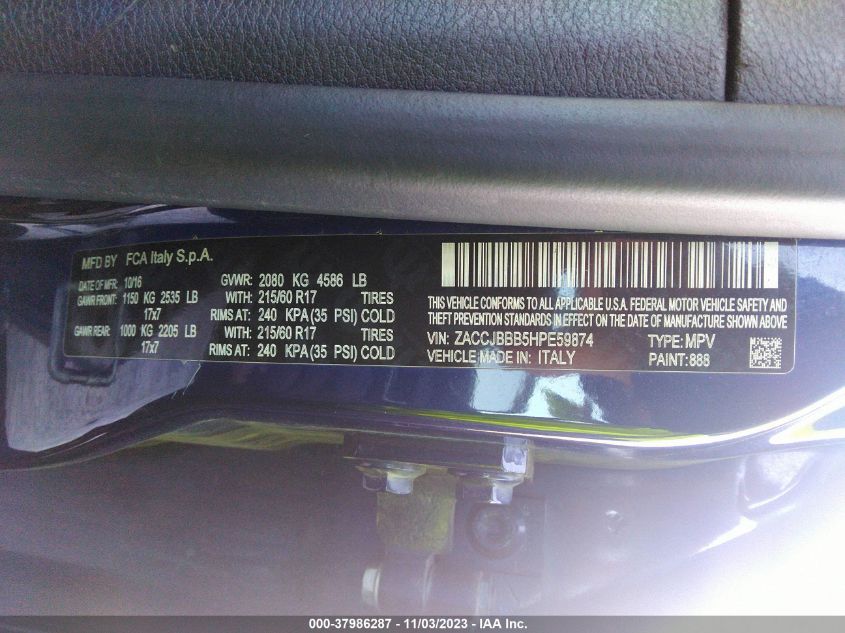 MFD BY FCA Italy S.p.A.
DATE OF MFR: 10/16 GVWR: 2080 KG 4586 LB
GAWR FRONT: 1150 KG 2535 LB WITH: 215/60 R17 TIRES
17x7 RIMS AT: 240 KPA (35 PSI) COLD
GAWR REAR: 1000 KG 2205 LB WITH: 215/60 R17 TIRES
17x7 RIMS AT: 240 KPA (35 PSI) COLD
THIS VEHICLE CONFORMS TO ALL APPLICABLE U.S.A. FEDERAL MOTOR VEHICLE SAFETY AND
THEFT PREVENTION STANDARDS IN EFFECT ON THE DATE OF MANUFACTURE SHOWN ABOVE
VIN: ZACCJBBB5HPE59874 TYPE: MPV
VEHICLE MADE IN: ITALY PAINT: 888
000-37986287 - 11/03/2023 - IAA Inc.